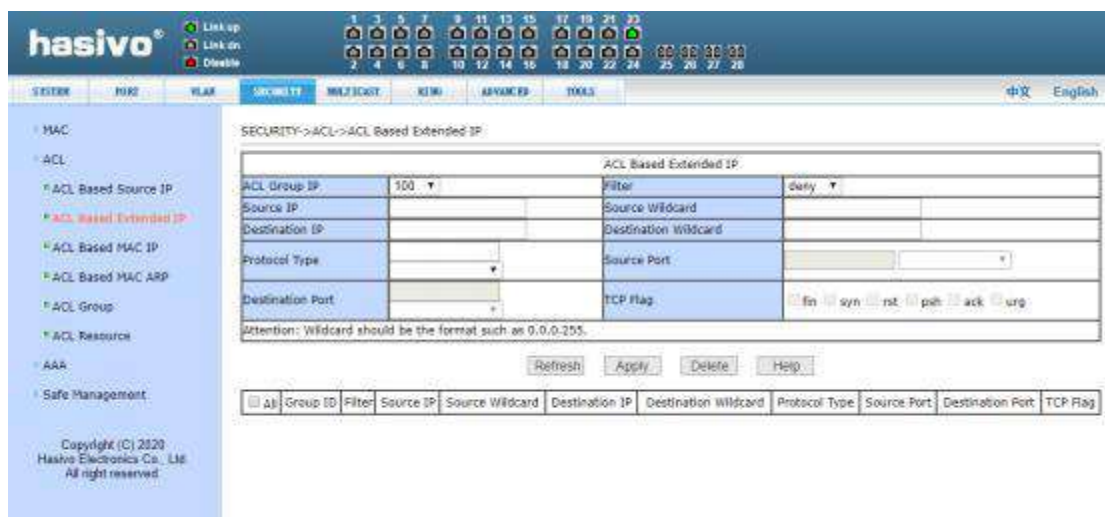 hasivo®
Link up
Link dn
Disable
1 3 5 7 9 11 13 15 17 19 21 23
2 4 6 8 10 12 14 16 18 20 22 24 25 26 27 28
SYSTEM PORT VLAN SECURITY MULTICAST RING ADVANCED TOOLS 中文 English
MAC
ACL
ACL Based Source IP
ACL Based Extended IP
ACL Based MAC IP
ACL Based MAC ARP
ACL Group
ACL Resource
AAA
Safe Management
Copyright (C) 2020
Hasivo Electronics Co., Ltd.
All right reserved
SECURITY->ACL->ACL Based Extended IP
ACL Based Extended IP
ACL Group IP 100 Filter deny
Source IP Source Wildcard
Destination IP Destination Wildcard
Protocol Type Source Port
Destination Port TCP Flag fin syn rst psh ack urg
Attention: Wildcard should be the format such as 0.0.0.255.
Refresh Apply Delete Help
All Group ID Filter Source IP Source Wildcard Destination IP Destination Wildcard Protocol Type Source Port Destination Port TCP Flag